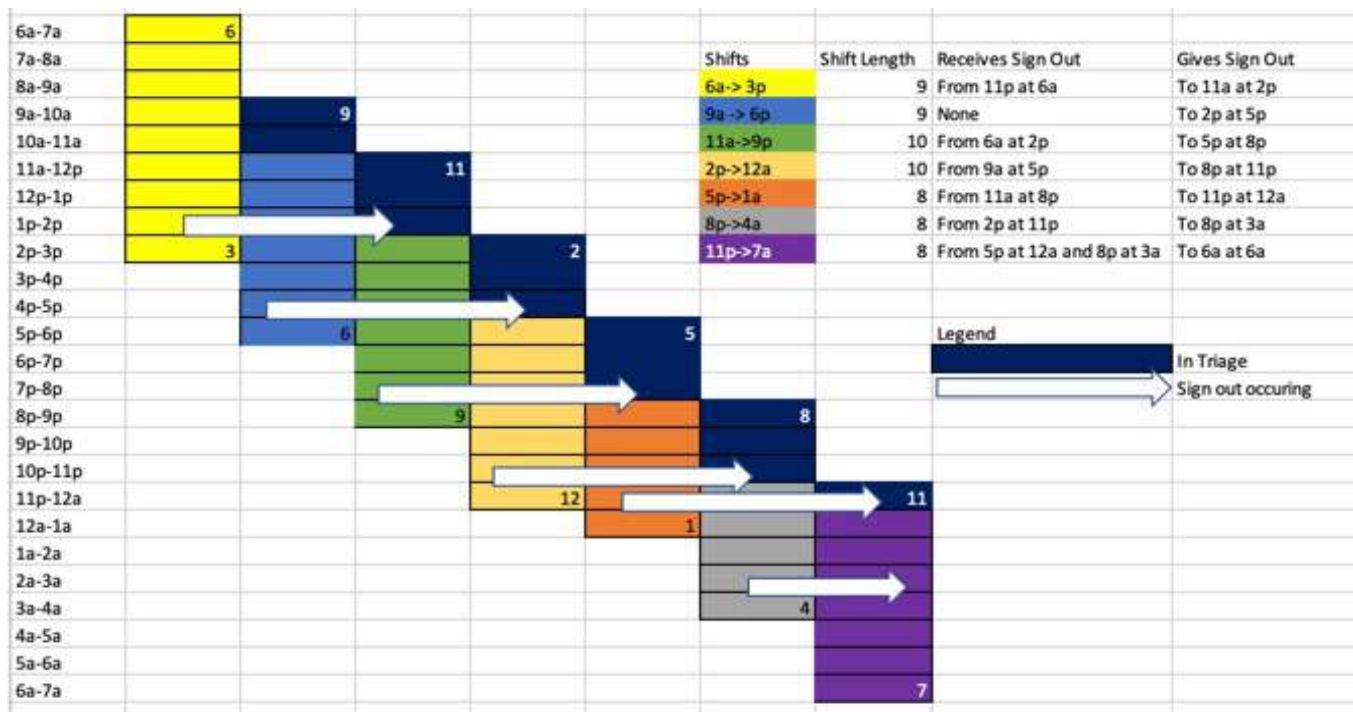 6a-7a 6
7a-8a Shifts Shift Length Receives Sign Out Gives Sign Out
8a-9a 6a-> 3p 9 From 11p at 6a To 11a at 2p
9a-10a 9 9a -> 6p 9 None To 2p at 5p
10a-11a 11a->9p 10 From 6a at 2p To 5p at 8p
11a-12p 11 2p->12a 10 From 9a at 5p To 8p at 11p
12p-1p 5p->1a 8 From 11a at 8p To 11p at 12a
1p-2p 8p->4a 8 From 2p at 11p To 8p at 3a
2p-3p 3 2 11p->7a 8 From 5p at 12a and 8p at 3a To 6a at 6a
3p-4p
4p-5p
5p-6p 6 5 Legend
6p-7p In Triage
7p-8p Sign out occuring
8p-9p 9 8
9p-10p
10p-11p
11p-12a 12 11
12a-1a 1
1a-2a
2a-3a
3a-4a 4
4a-5a
5a-6a
6a-7a 7